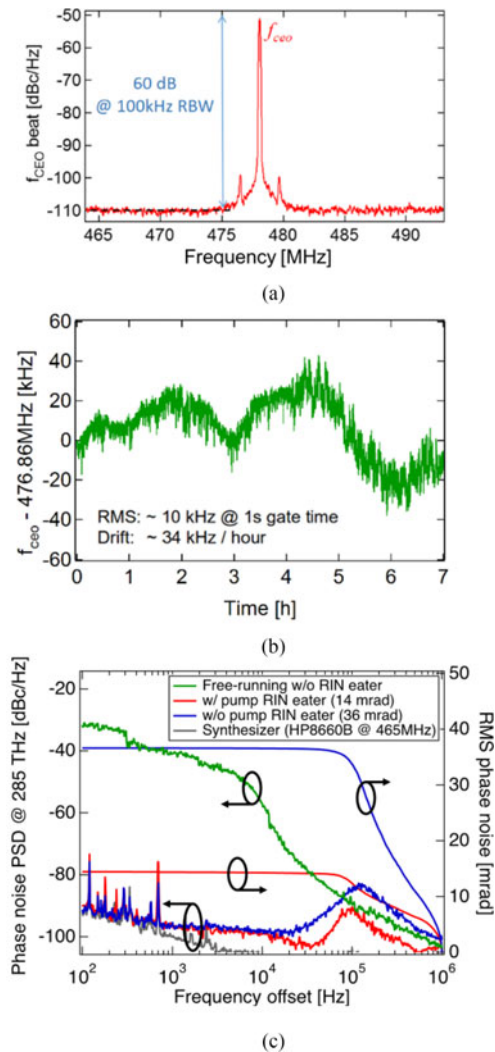 -50
-60
-70
-80
-90
-100
-110
f_CEO beat [dBc/Hz]
60 dB
@ 100kHz RBW
f_ceo
465 470 475 480 485 490
Frequency [MHz]
(a)
60
40
20
0
-20
-40
-60
f_ceo - 476.86MHz [kHz]
RMS: ~ 10 kHz @ 1s gate time
Drift: ~ 34 kHz / hour
0 1 2 3 4 5 6 7
Time [h]
(b)
-20
-40
-60
-80
-100
Phase noise PSD @ 285 THz [dBc/Hz]
Free-running w/o RIN eater
w/ pump RIN eater (14 mrad)
w/o pump RIN eater (36 mrad)
Synthesizer (HP8660B @ 465MHz)
50
40
30
20
10
0
RMS phase noise [mrad]
10² 10³ 10⁴ 10⁵ 10⁶
Frequency offset [Hz]
(c)